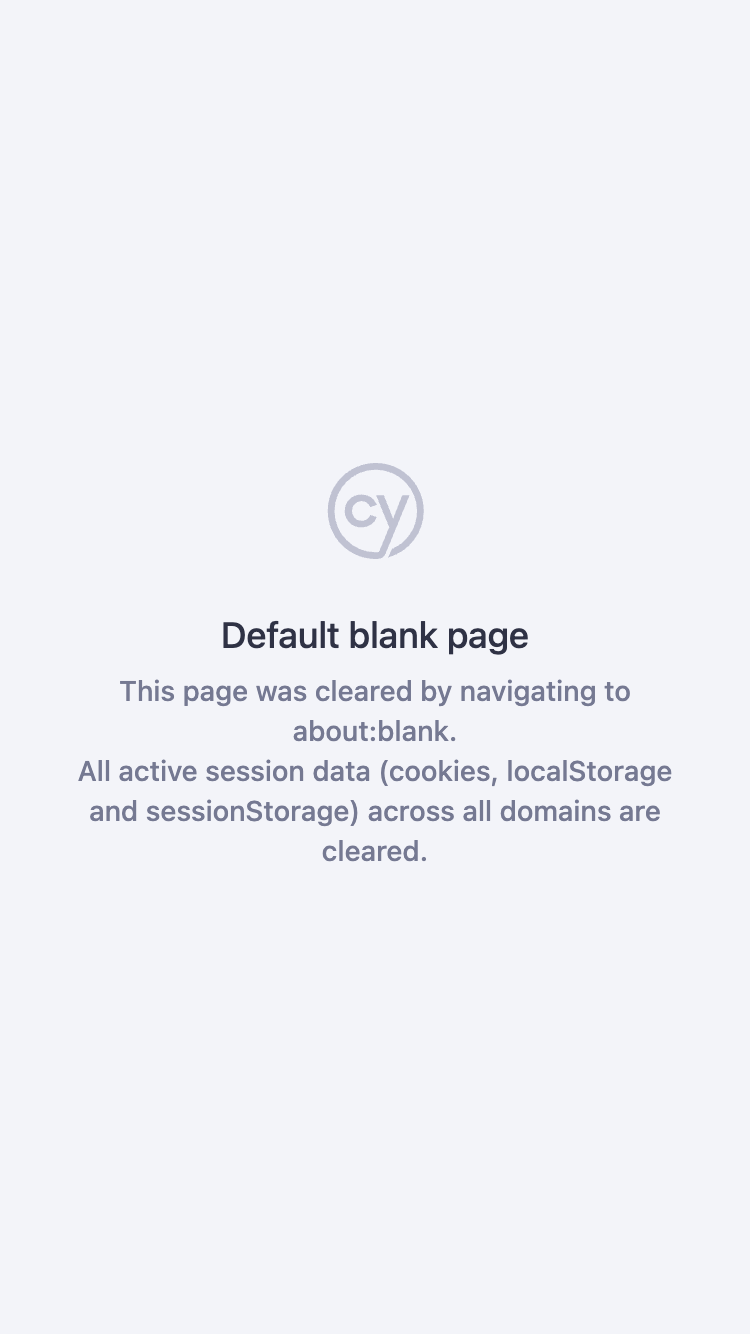 cy
Default blank page
This page was cleared by navigating to
about:blank.
All active session data (cookies, localStorage
and sessionStorage) across all domains are
cleared.